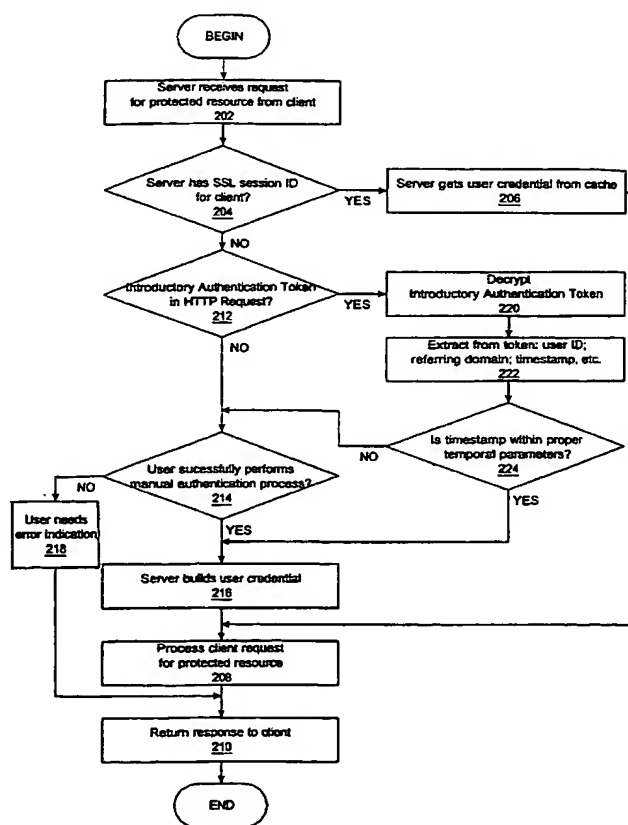 BEGIN
Server receives request
for protected resource from client
202
Server has SSL session ID
for client?
204
YES
Server gets user credential from cache
206
NO
Introductory Authentication Token
in HTTP Request?
212
YES
Decrypt
Introductory Authentication Token
220
NO
Extract from token: user ID;
referring domain; timestamp, etc.
222
Is timestamp within proper
temporal parameters?
224
NO
YES
User sucessfully performs
manual authentication process?
214
NO
YES
User needs
error indication
218
Server builds user credential
216
Process client request
for protected resource
208
Return response to client
210
END